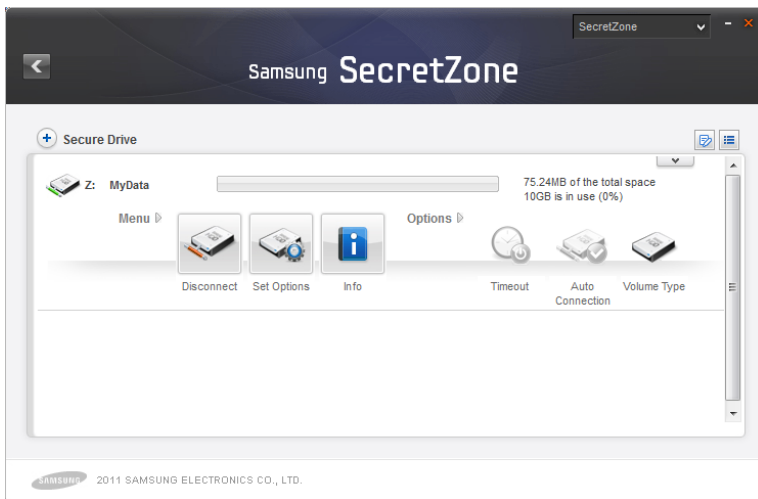 SecretZone
Samsung SecretZone
Secure Drive
Z: MyData
75.24MB of the total space
10GB is in use (0%)
Menu
Options
Disconnect
Set Options
Info
Timeout
Auto
Connection
Volume Type
SAMSUNG
2011 SAMSUNG ELECTRONICS CO., LTD.